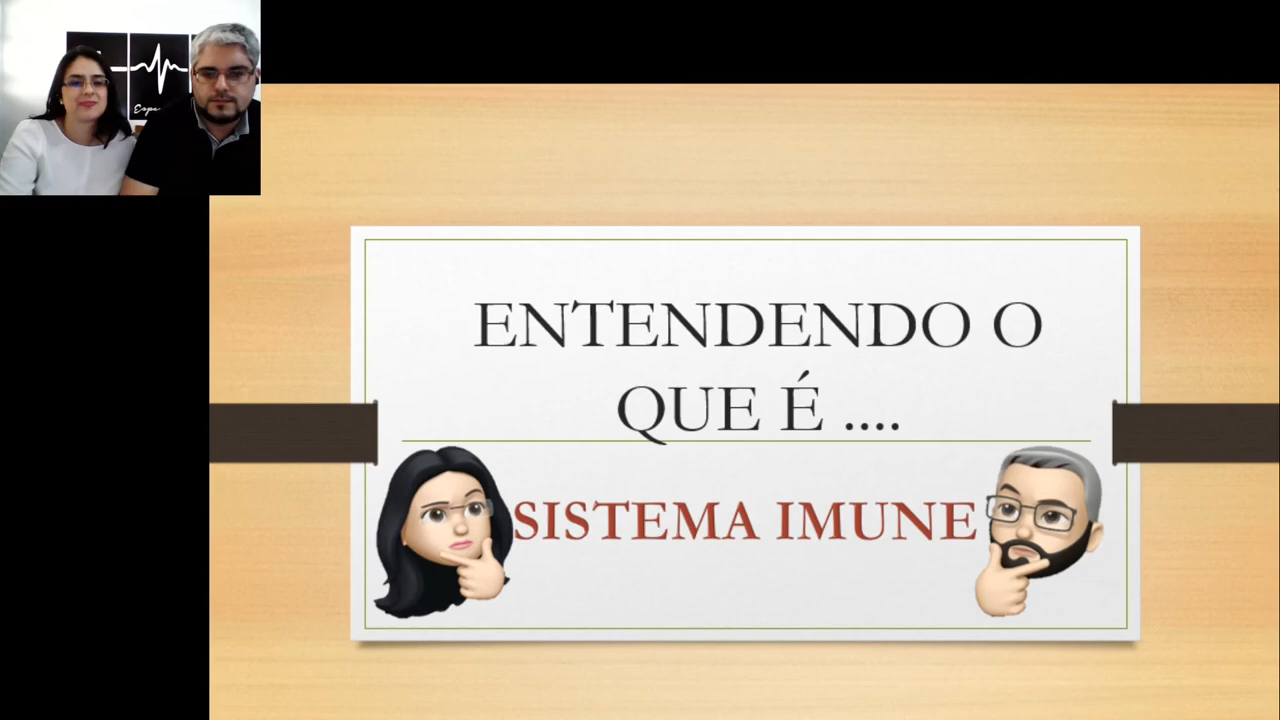 ENTENDENDO O
QUE É ....
SISTEMA IMUNE